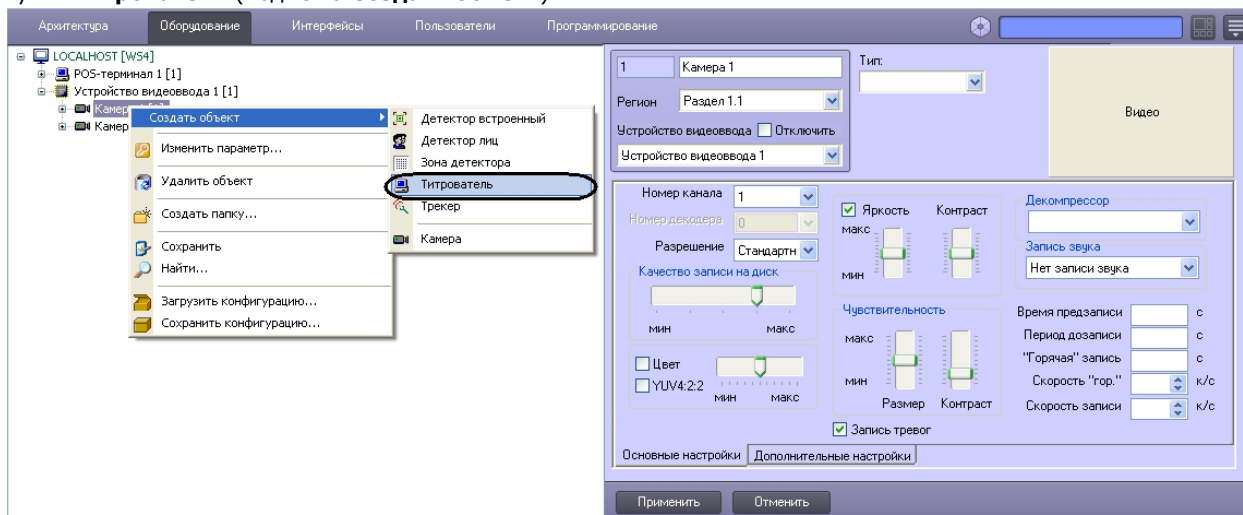 Архитектура Оборудование Интерфейсы Пользователи Программирование
LOCALHOST [WS4]
POS-терминал 1 [1]
Устройство видеоввода 1 [1]
Камер
Камер
Создать объект
Изменить параметр...
Удалить объект
Создать папку...
Сохранить
Найти...
Загрузить конфигурацию...
Сохранить конфигурацию...
Детектор встроенный
Детектор лиц
Зона детектора
Титрователь
Трекер
Камера
1 Камера 1
Регион Раздел 1.1
Устройство видеоввода Отключить
Устройство видеоввода 1
Тип:
Видео
Номер канала 1
Номер декодера 0
Разрешение Стандартн
Качество записи на диск
мин макс
Цвет
YUV4:2:2
мин макс
Яркость Контраст
макс
мин
Чувствительность
макс
мин
Размер Контраст
Запись тревог
Декомпрессор
Запись звука
Нет записи звука
Время предзаписи с
Период дозаписи с
"Горячая" запись с
Скорость "гор." к/с
Скорость записи к/с
Основные настройки Дополнительные настройки
Применить Отменить